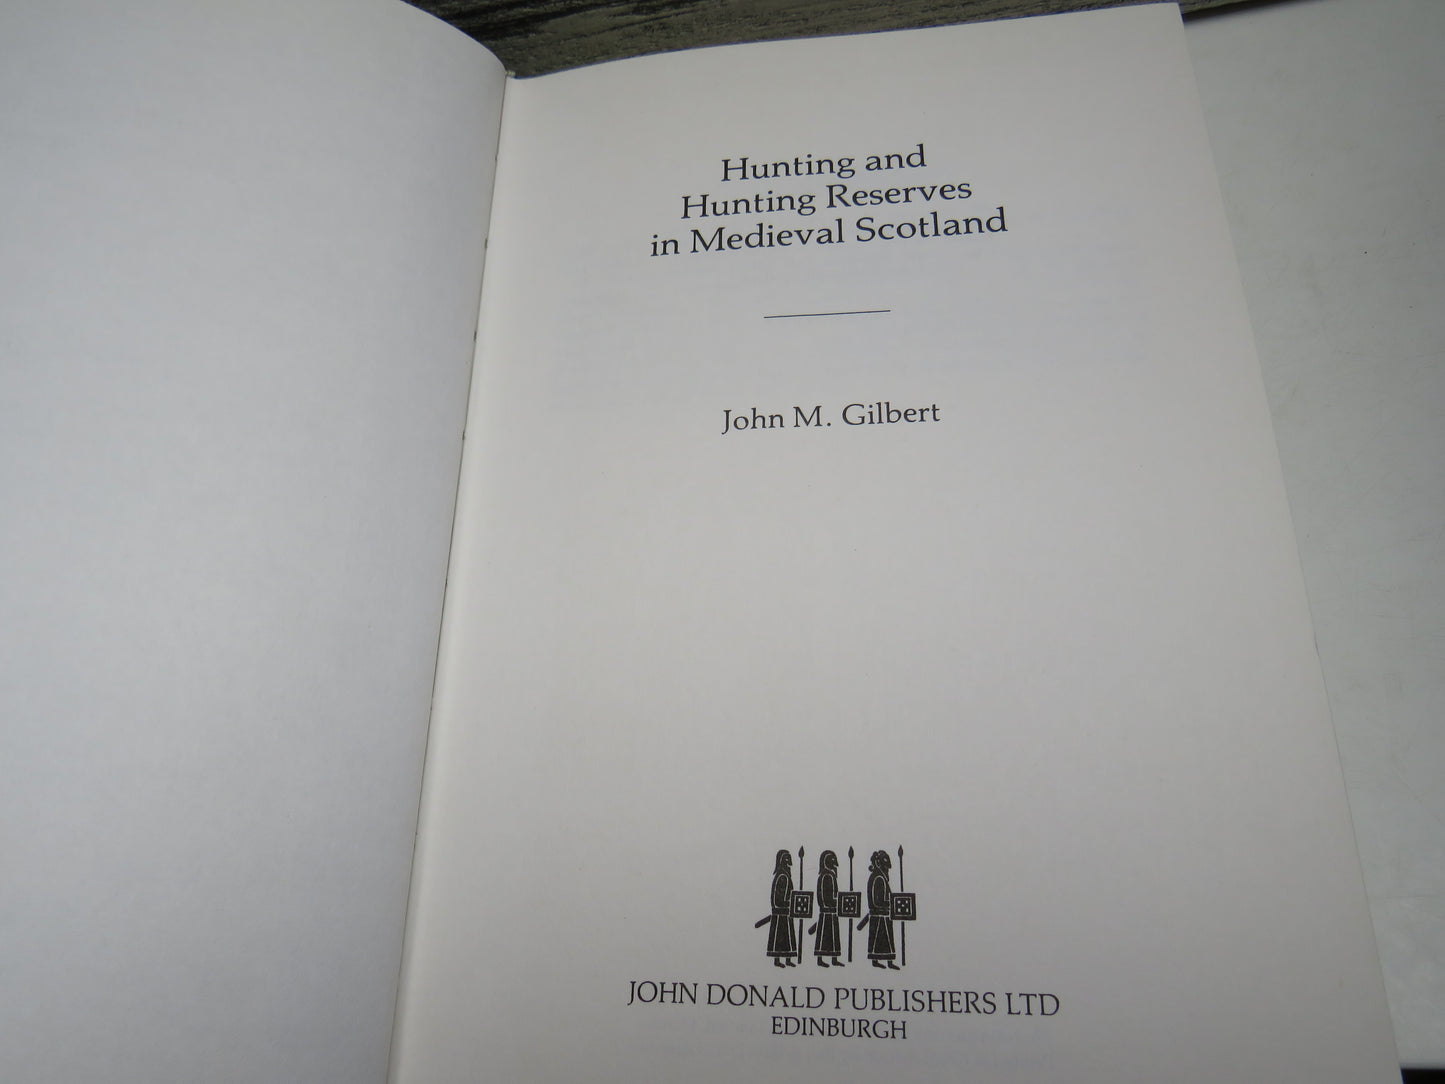 Hunting and
Hunting Reserves
in Medieval Scotland
John M. Gilbert
JOHN DONALD PUBLISHERS LTD
EDINBURGH